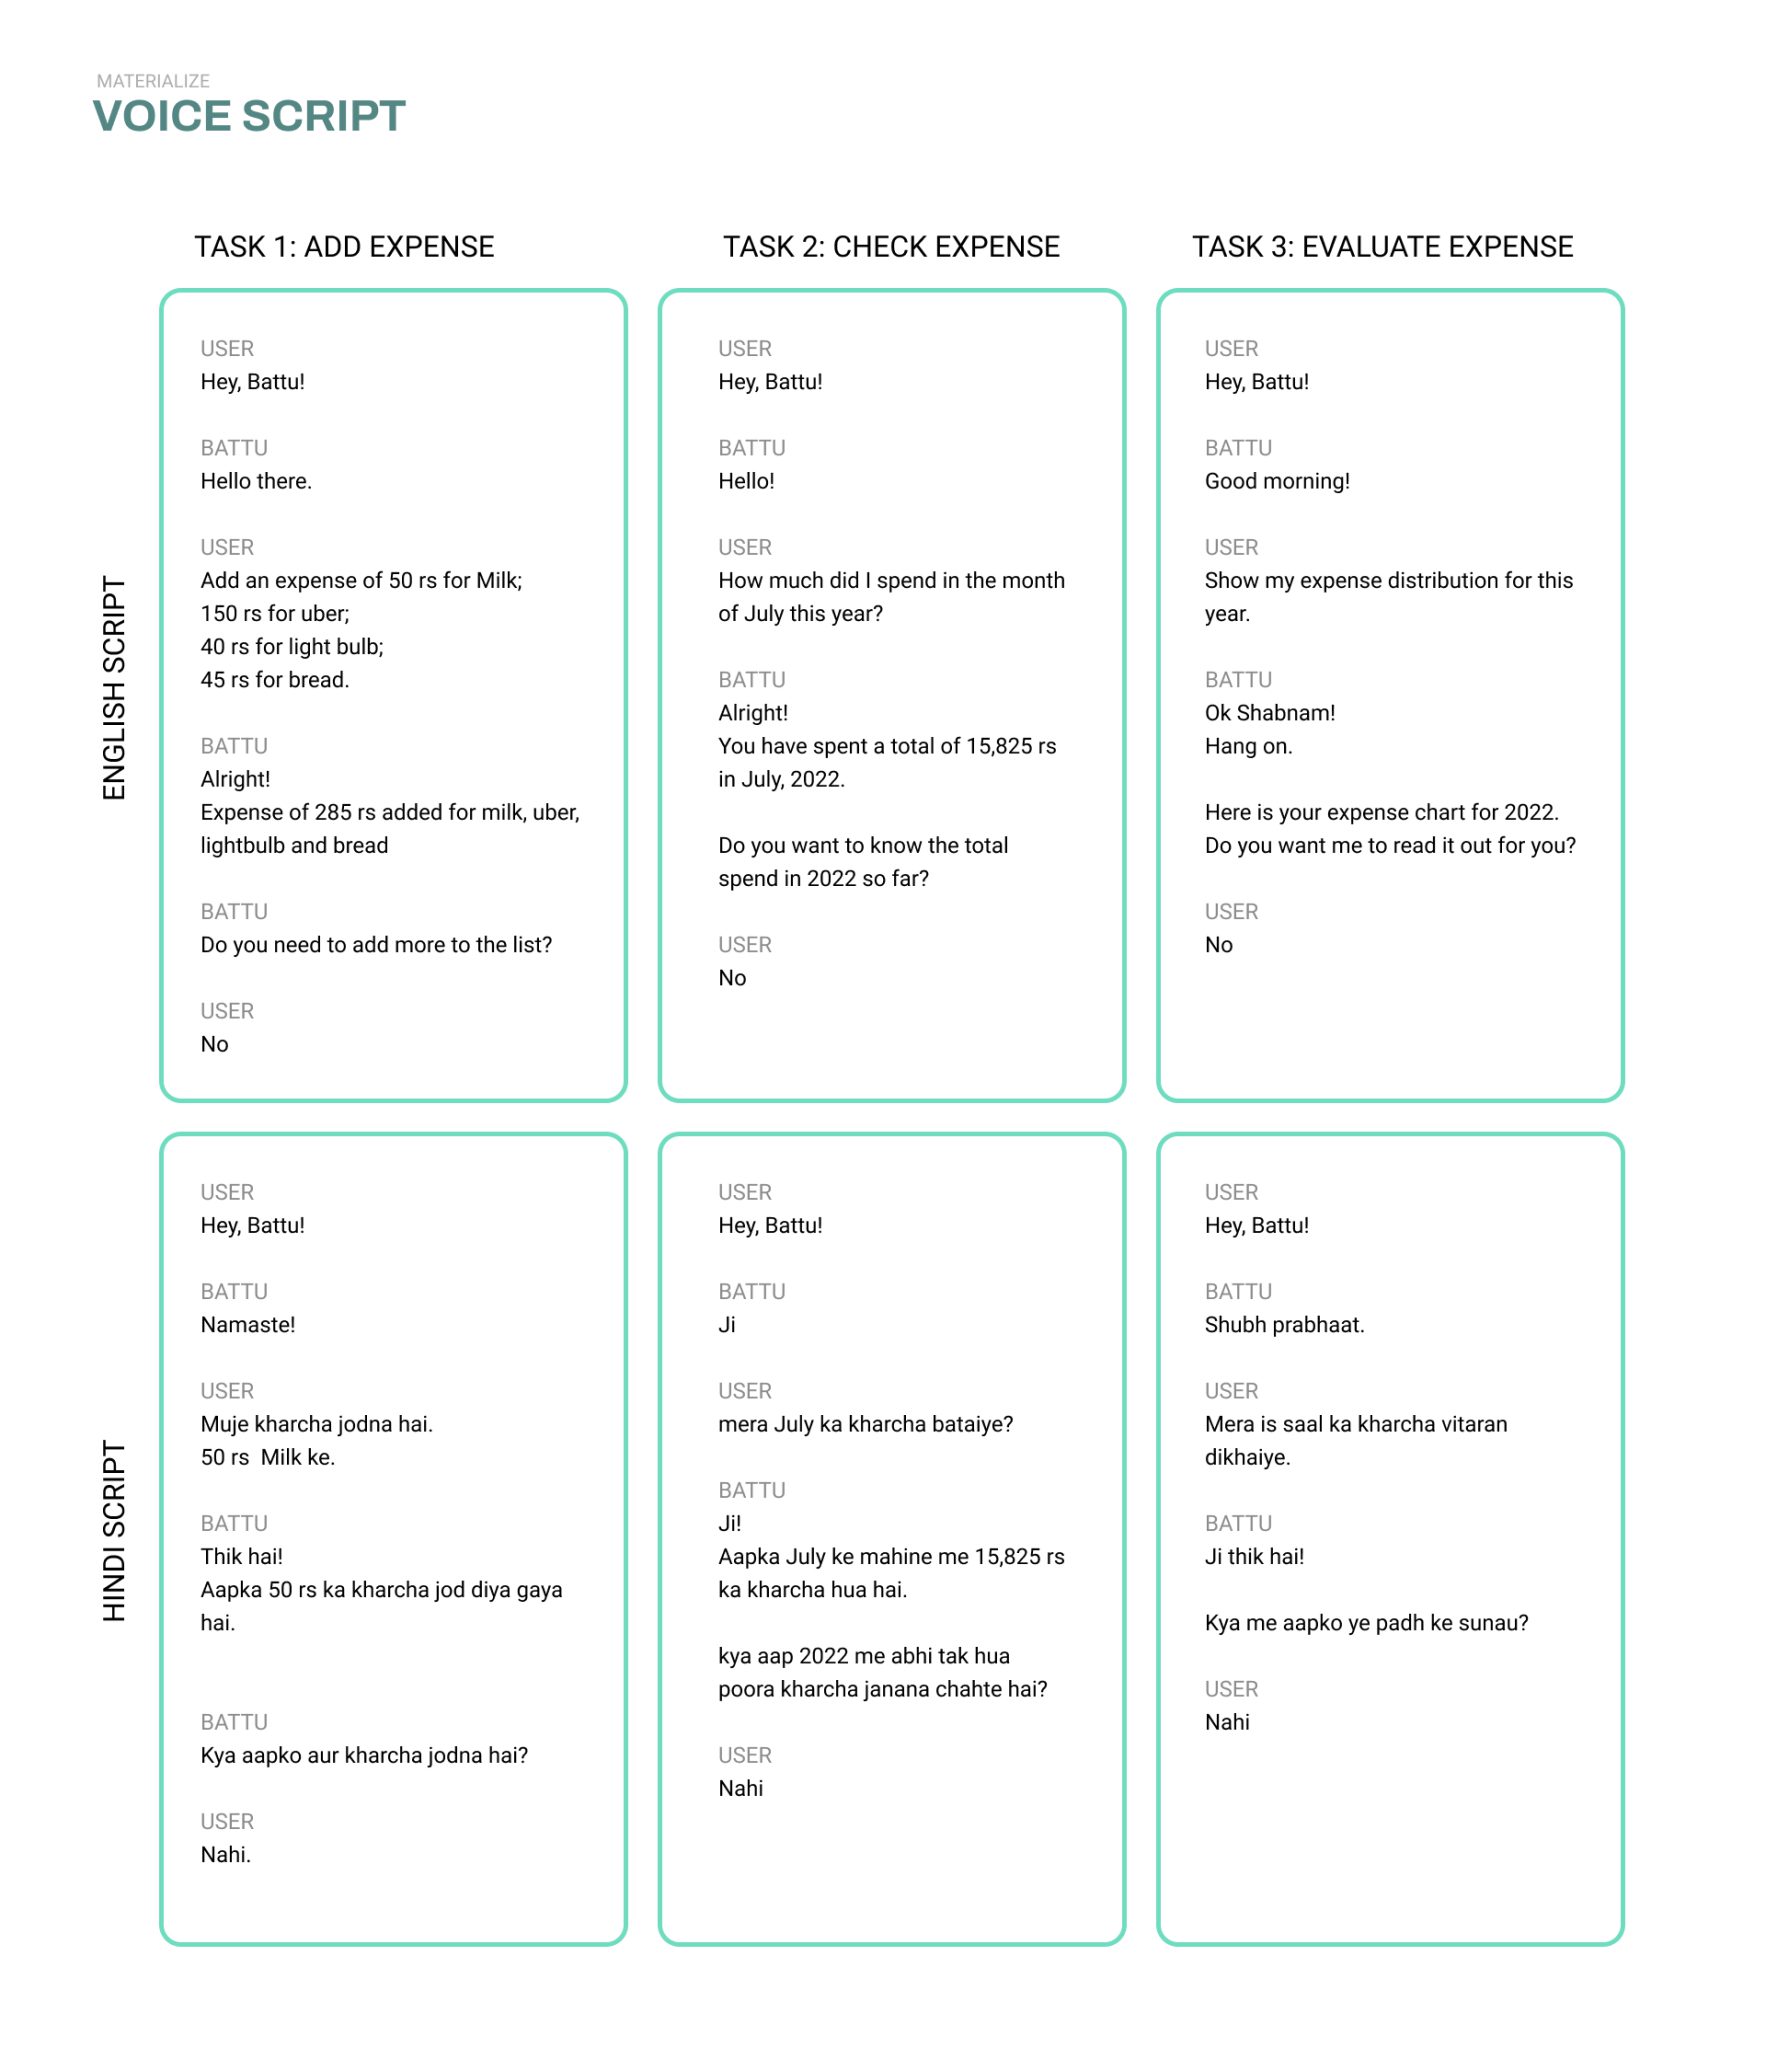 MATERIALIZE
VOICE SCRIPT
TASK 1: ADD EXPENSE
TASK 2: CHECK EXPENSE
TASK 3: EVALUATE EXPENSE
ENGLISH SCRIPT
USER
Hey, Battu!
BATTU
Hello there.
USER
Add an expense of 50 rs for Milk;
150 rs for uber;
40 rs for light bulb;
45 rs for bread.
BATTU
Alright!
Expense of 285 rs added for milk, uber,
lightbulb and bread
BATTU
Do you need to add more to the list?
USER
No
USER
Hey, Battu!
BATTU
Hello!
USER
How much did I spend in the month
of July this year?
BATTU
Alright!
You have spent a total of 15,825 rs
in July, 2022.
Do you want to know the total
spend in 2022 so far?
USER
No
USER
Hey, Battu!
BATTU
Good morning!
USER
Show my expense distribution for this
year.
BATTU
Ok Shabnam!
Hang on.
Here is your expense chart for 2022.
Do you want me to read it out for you?
USER
No
HINDI SCRIPT
USER
Hey, Battu!
BATTU
Namaste!
USER
Muje kharcha jodna hai.
50 rs  Milk ke.
BATTU
Thik hai!
Aapka 50 rs ka kharcha jod diya gaya
hai.
BATTU
Kya aapko aur kharcha jodna hai?
USER
Nahi.
USER
Hey, Battu!
BATTU
Ji
USER
mera July ka kharcha bataiye?
BATTU
Ji!
Aapka July ke mahine me 15,825 rs
ka kharcha hua hai.
kya aap 2022 me abhi tak hua
poora kharcha janana chahte hai?
USER
Nahi
USER
Hey, Battu!
BATTU
Shubh prabhaat.
USER
Mera is saal ka kharcha vitaran
dikhaiye.
BATTU
Ji thik hai!
Kya me aapko ye padh ke sunau?
USER
Nahi